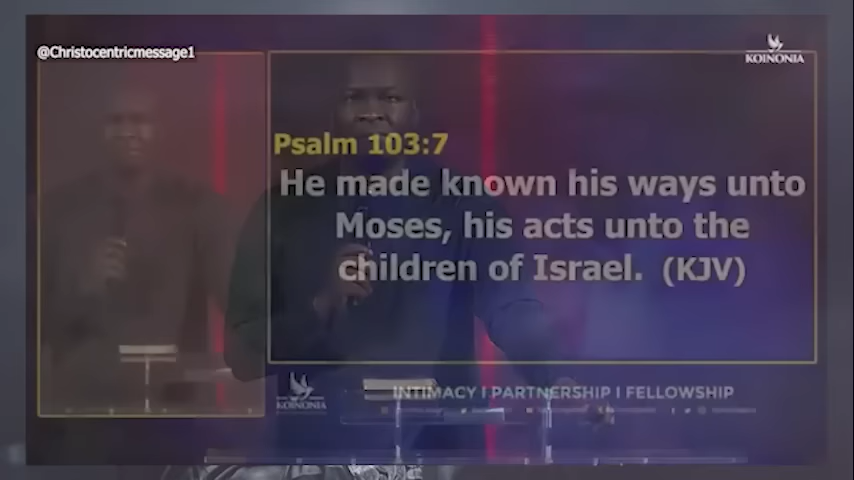 @Christocentricmessage1
KOINONIA
Psalm 103:7
He made known his ways unto
Moses, his acts unto the
children of Israel. (KJV)
KOINONIA
INTIMACY | PARTNERSHIP | FELLOWSHIP